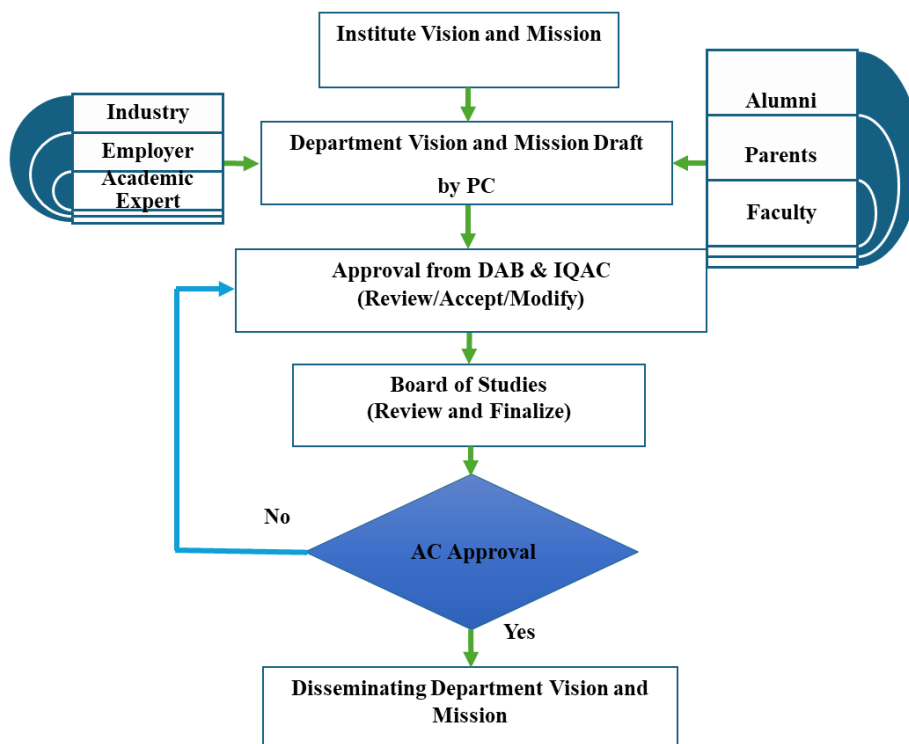 Institute Vision and Mission
Industry
Employer
Academic
Expert
Department Vision and Mission Draft
by PC
Alumni
Parents
Faculty
Approval from DAB & IQAC
(Review/Accept/Modify)
Board of Studies
(Review and Finalize)
No
AC Approval
Yes
Disseminating Department Vision and
Mission